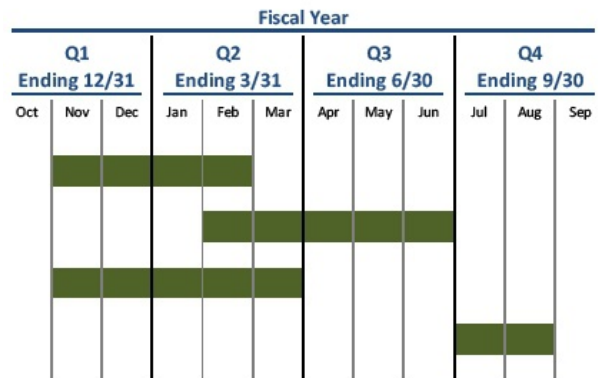 Fiscal Year
Q1 Q2 Q3 Q4
Ending 12/31 Ending 3/31 Ending 6/30 Ending 9/30
Oct Nov Dec Jan Feb Mar Apr May Jun Jul Aug Sep